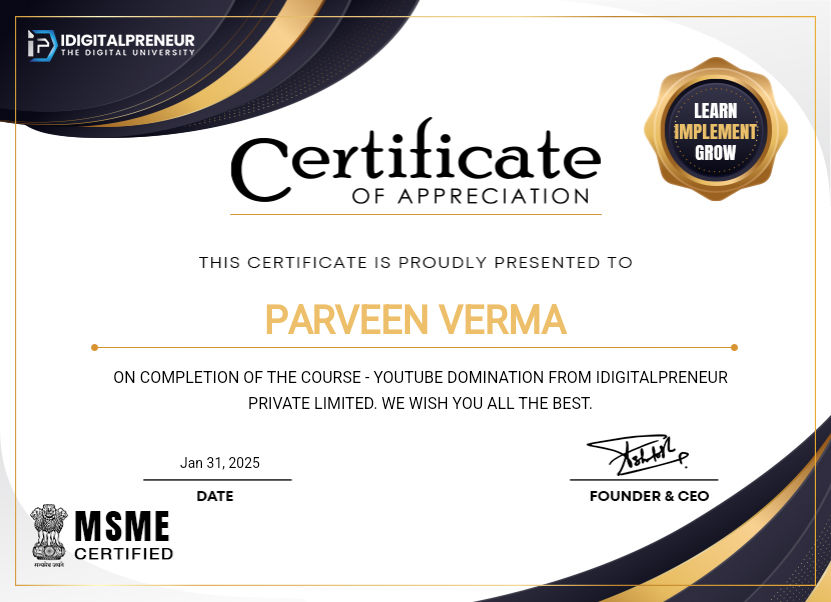 IDIGITALPRENEUR
THE DIGITAL UNIVERSITY
LEARN
IMPLEMENT
GROW
Certificate
OF APPRECIATION
THIS CERTIFICATE IS PROUDLY PRESENTED TO
PARVEEN VERMA
ON COMPLETION OF THE COURSE - YOUTUBE DOMINATION FROM IDIGITALPRENEUR
PRIVATE LIMITED. WE WISH YOU ALL THE BEST.
Jan 31, 2025
DATE
FOUNDER & CEO
MSME
CERTIFIED
सत्यमेव जयते